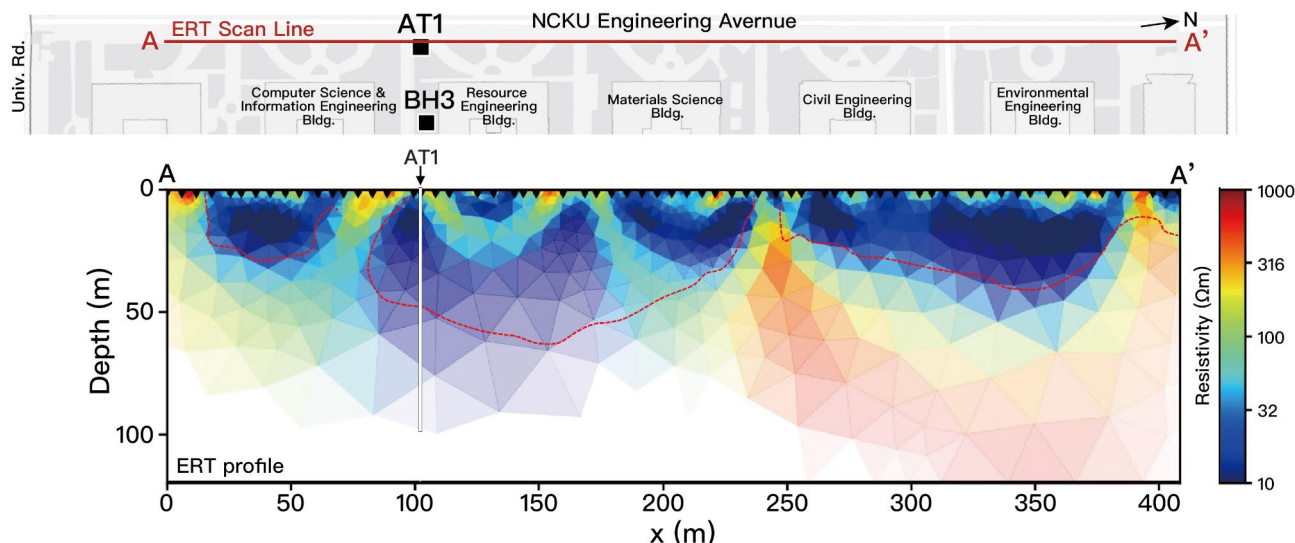 Univ. Rd.
A
ERT Scan Line
AT1
NCKU Engineering Avernue
N
A’
Computer Science &
Information Engineering
Bldg.
BH3
Resource
Engineering
Bldg.
Materials Science
Bldg.
Civil Engineering
Bldg.
Environmental
Engineering
Bldg.
AT1
A
A’
Depth (m)
0
50
100
ERT profile
0
50
100
150
200
250
300
350
400
x (m)
Resistivity (Ωm)
1000
316
100
32
10